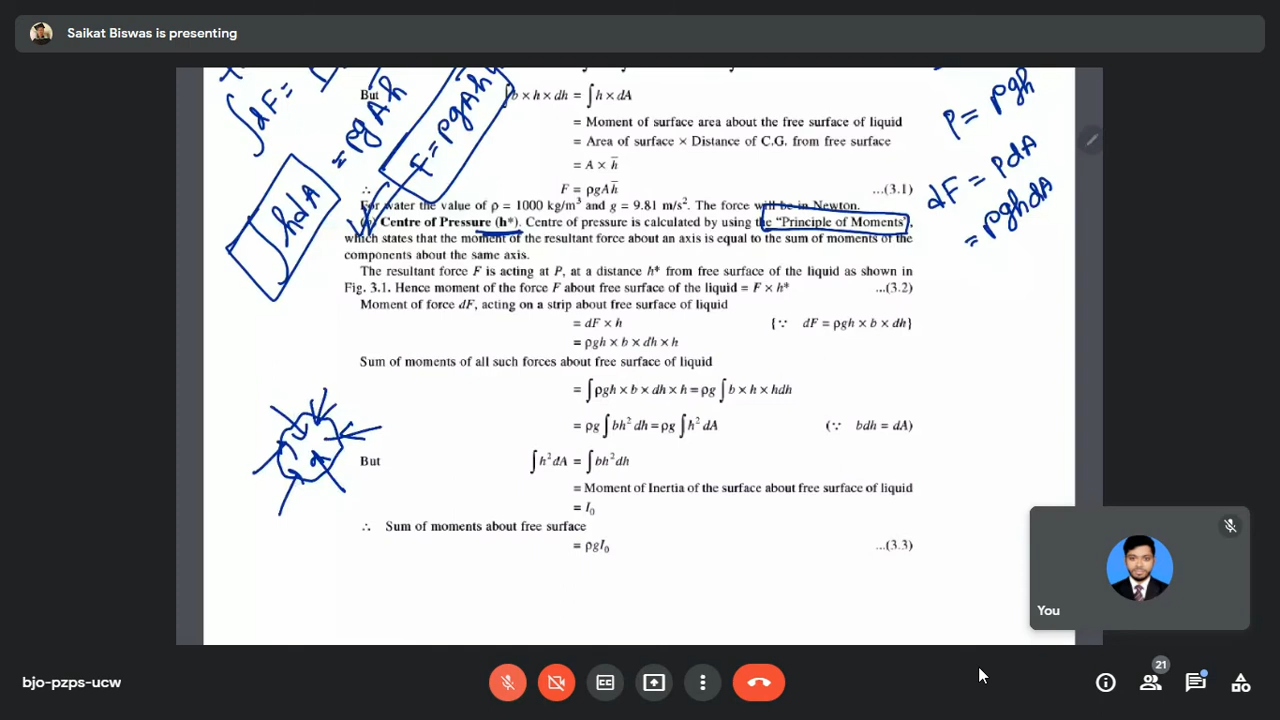 Saikat Biswas is presenting
∫dF =
∫hdA
= ρgAh̄
F = ρgAh̄
P = ρgh
dF = PdA
= ρghdA
But ∫b × h × dh = ∫h × dA
= Moment of surface area about the free surface of liquid
= Area of surface × Distance of C.G. from free surface
= A × h̄
∴ F = ρgAh̄ ...(3.1)
For water the value of ρ = 1000 kg/m³ and g = 9.81 m/s². The force will be in Newton.
Centre of Pressure (h*). Centre of pressure is calculated by using the “Principle of Moments”,
which states that the moment of the resultant force about an axis is equal to the sum of moments of the
components about the same axis.
The resultant force F is acting at P, at a distance h* from free surface of the liquid as shown in
Fig. 3.1. Hence moment of the force F about free surface of the liquid = F × h* ...(3.2)
Moment of force dF, acting on a strip about free surface of liquid
= dF × h {∵ dF = ρgh × b × dh}
= ρgh × b × dh × h
Sum of moments of all such forces about free surface of liquid
= ∫ρgh × b × dh × h = ρg ∫b × h × hdh
= ρg ∫bh² dh = ρg ∫h² dA (∵ bdh = dA)
But ∫h² dA = ∫bh² dh
= Moment of Inertia of the surface about free surface of liquid
= I₀
∴ Sum of moments about free surface
= ρgI₀ ...(3.3)
You
bjo-pzps-ucw
CC
21